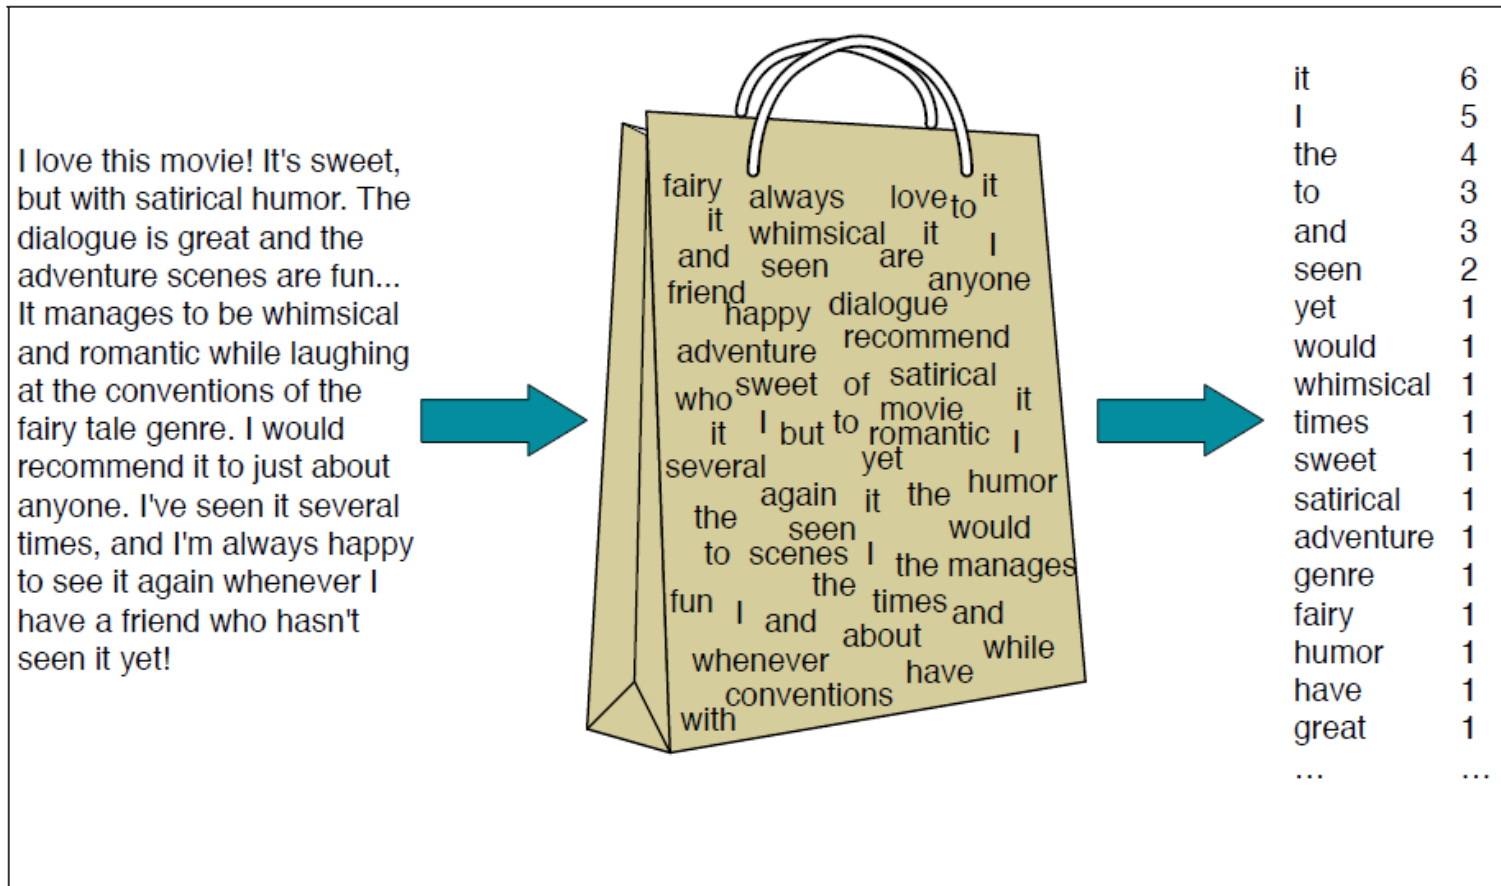 I love this movie! It's sweet,
but with satirical humor. The
dialogue is great and the
adventure scenes are fun...
It manages to be whimsical
and romantic while laughing
at the conventions of the
fairy tale genre. I would
recommend it to just about
anyone. I've seen it several
times, and I'm always happy
to see it again whenever I
have a friend who hasn't
seen it yet!
fairy always love to it
it whimsical it I
and seen are anyone
friend happy dialogue
adventure recommend
who sweet of satirical
it I but to movie romantic it I
several yet
again it the humor
the seen would
to scenes I the manages
fun the times and
I and about
whenever have while
conventions
with
it 6
I 5
the 4
to 3
and 3
seen 2
yet 1
would 1
whimsical 1
times 1
sweet 1
satirical 1
adventure 1
genre 1
fairy 1
humor 1
have 1
great 1
... ...